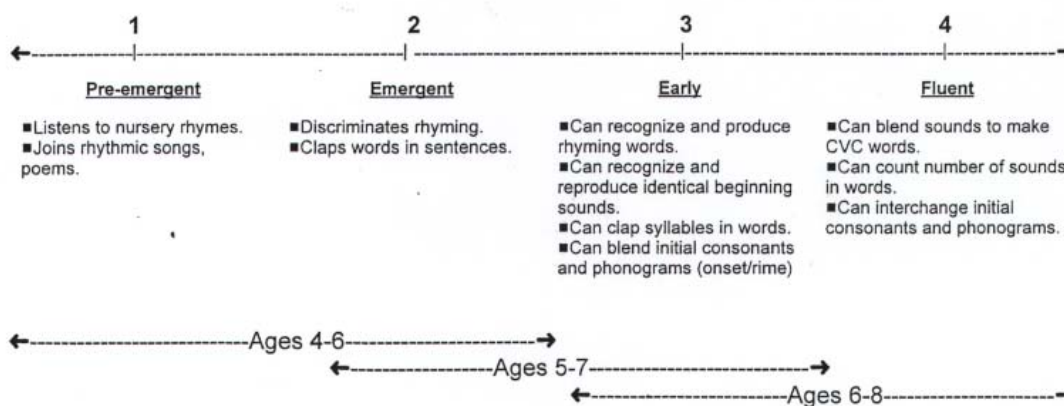 1 2 3 4
Pre-emergent
■Listens to nursery rhymes.
■Joins rhythmic songs,
poems.
Emergent
■Discriminates rhyming.
■Claps words in sentences.
Early
■Can recognize and produce
rhyming words.
■Can recognize and
reproduce identical beginning
sounds.
■Can clap syllables in words.
■Can blend initial consonants
and phonograms (onset/rime)
Fluent
■Can blend sounds to make
CVC words.
■Can count number of sounds
in words.
■Can interchange initial
consonants and phonograms.
Ages 4-6
Ages 5-7
Ages 6-8